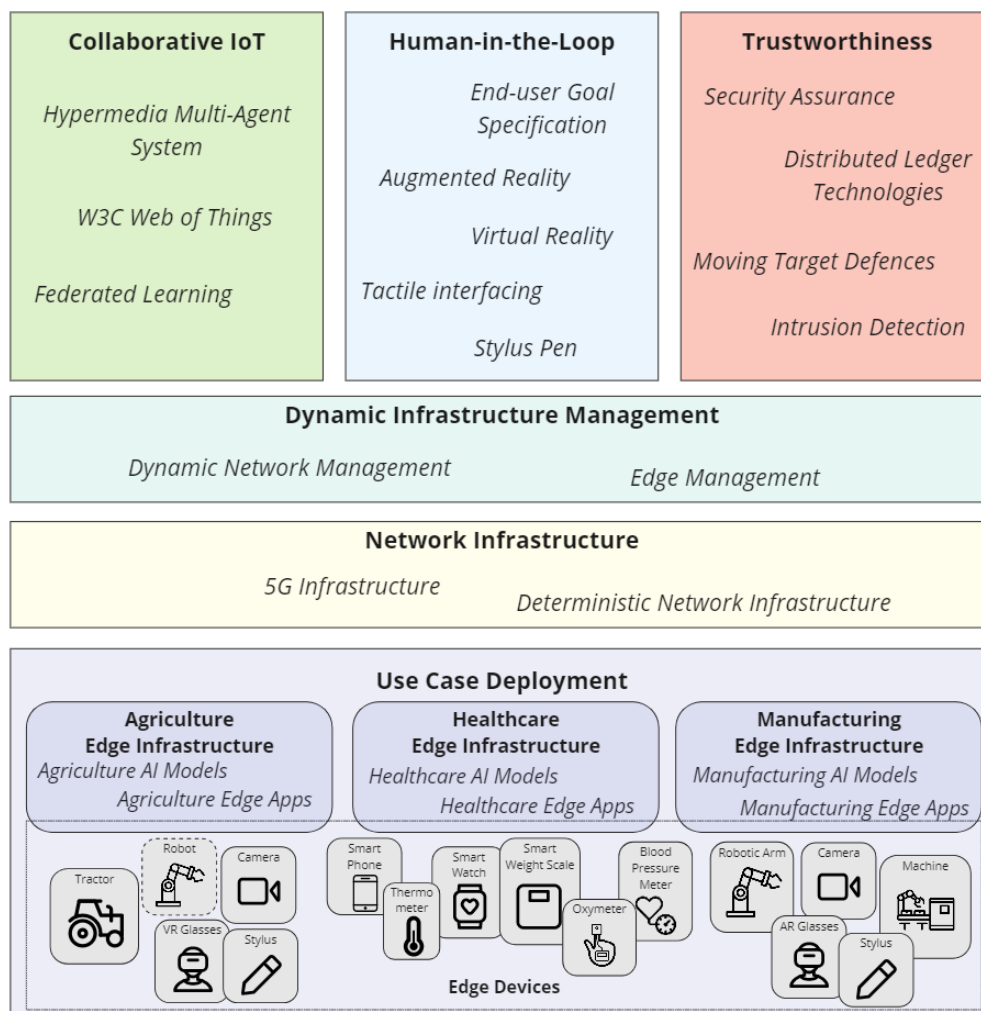 Collaborative IoT
Hypermedia Multi-Agent
System
W3C Web of Things
Federated Learning
Human-in-the-Loop
End-user Goal
Specification
Augmented Reality
Virtual Reality
Tactile interfacing
Stylus Pen
Trustworthiness
Security Assurance
Distributed Ledger
Technologies
Moving Target Defences
Intrusion Detection
Dynamic Infrastructure Management
Dynamic Network Management
Edge Management
Network Infrastructure
5G Infrastructure
Deterministic Network Infrastructure
Use Case Deployment
Agriculture
Edge Infrastructure
Agriculture AI Models
Agriculture Edge Apps
Healthcare
Edge Infrastructure
Healthcare AI Models
Healthcare Edge Apps
Manufacturing
Edge Infrastructure
Manufacturing AI Models
Manufacturing Edge Apps
Tractor
Robot
Camera
VR Glasses
Stylus
Smart
Phone
Thermo
meter
Smart
Watch
Smart
Weight Scale
Oxymeter
Blood
Pressure
Meter
Robotic Arm
Camera
Machine
AR Glasses
Stylus
Edge Devices